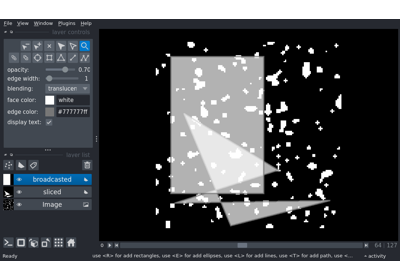 File View Window Plugins Help
layer controls
opacity: 0.70
edge width: 1
blending: translucen
face color: white
edge color: #777777ff
display text:
layer list
broadcasted
sliced
Image
64 127
Ready use <R> for add rectangles, use <E> for add ellipses, use <L> for add lines, use <T> for add path, use <... activity